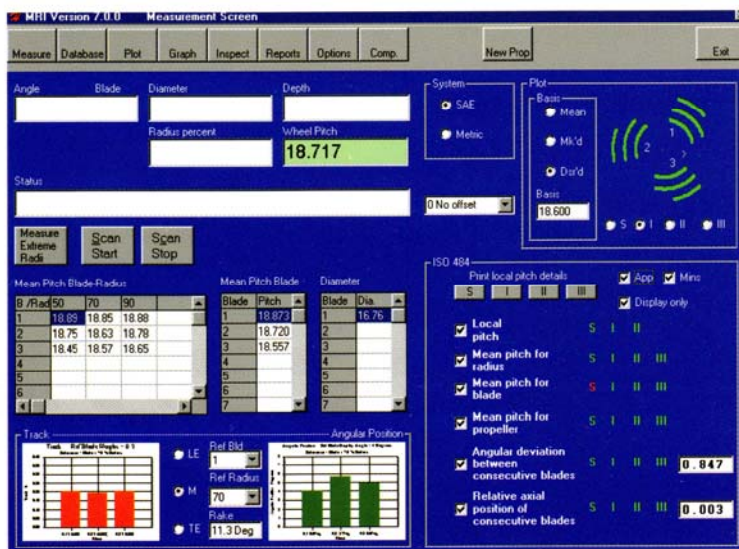 MRI Version 7.0.0 Measurement Screen
Measure Database Plot Graph Inspect Reports Options Comp. New Prop Exit
Angle Blade Diameter Depth
Radius percent Wheel Pitch
18.717
Status
0 No offset
System
SAE
Metric
Plot
Basis
Mean
Mk'd
Dsr'd
Basis
18.600
1
2
3
S I II III
Measure Extreme Radii
Scan Start
Scan Stop
Mean Pitch Blade-Radius
B /Rad 50 70 90
1 18.89 18.85 18.88
2 18.75 18.63 18.78
3 18.45 18.57 18.65
4
5
6
Mean Pitch Blade
Blade Pitch
1 18.873
2 18.720
3 18.557
4
5
6
7
Diameter
Blade Dia.
1 16.76
2
3
4
5
6
7
ISO 484
Print local pitch details
S I II III
App Mins
Display only
Local pitch S I II
Mean pitch for radius S I II III
Mean pitch for blade S I II III
Mean pitch for propeller S I II III
Angular deviation between consecutive blades S I II III 0.847
Relative axial position of consecutive blades S I II III 0.003
Track
Track
LE
M
TE
Ref Bld
1
Ref Radius
70
Rake
11.3 Deg
Angular Position